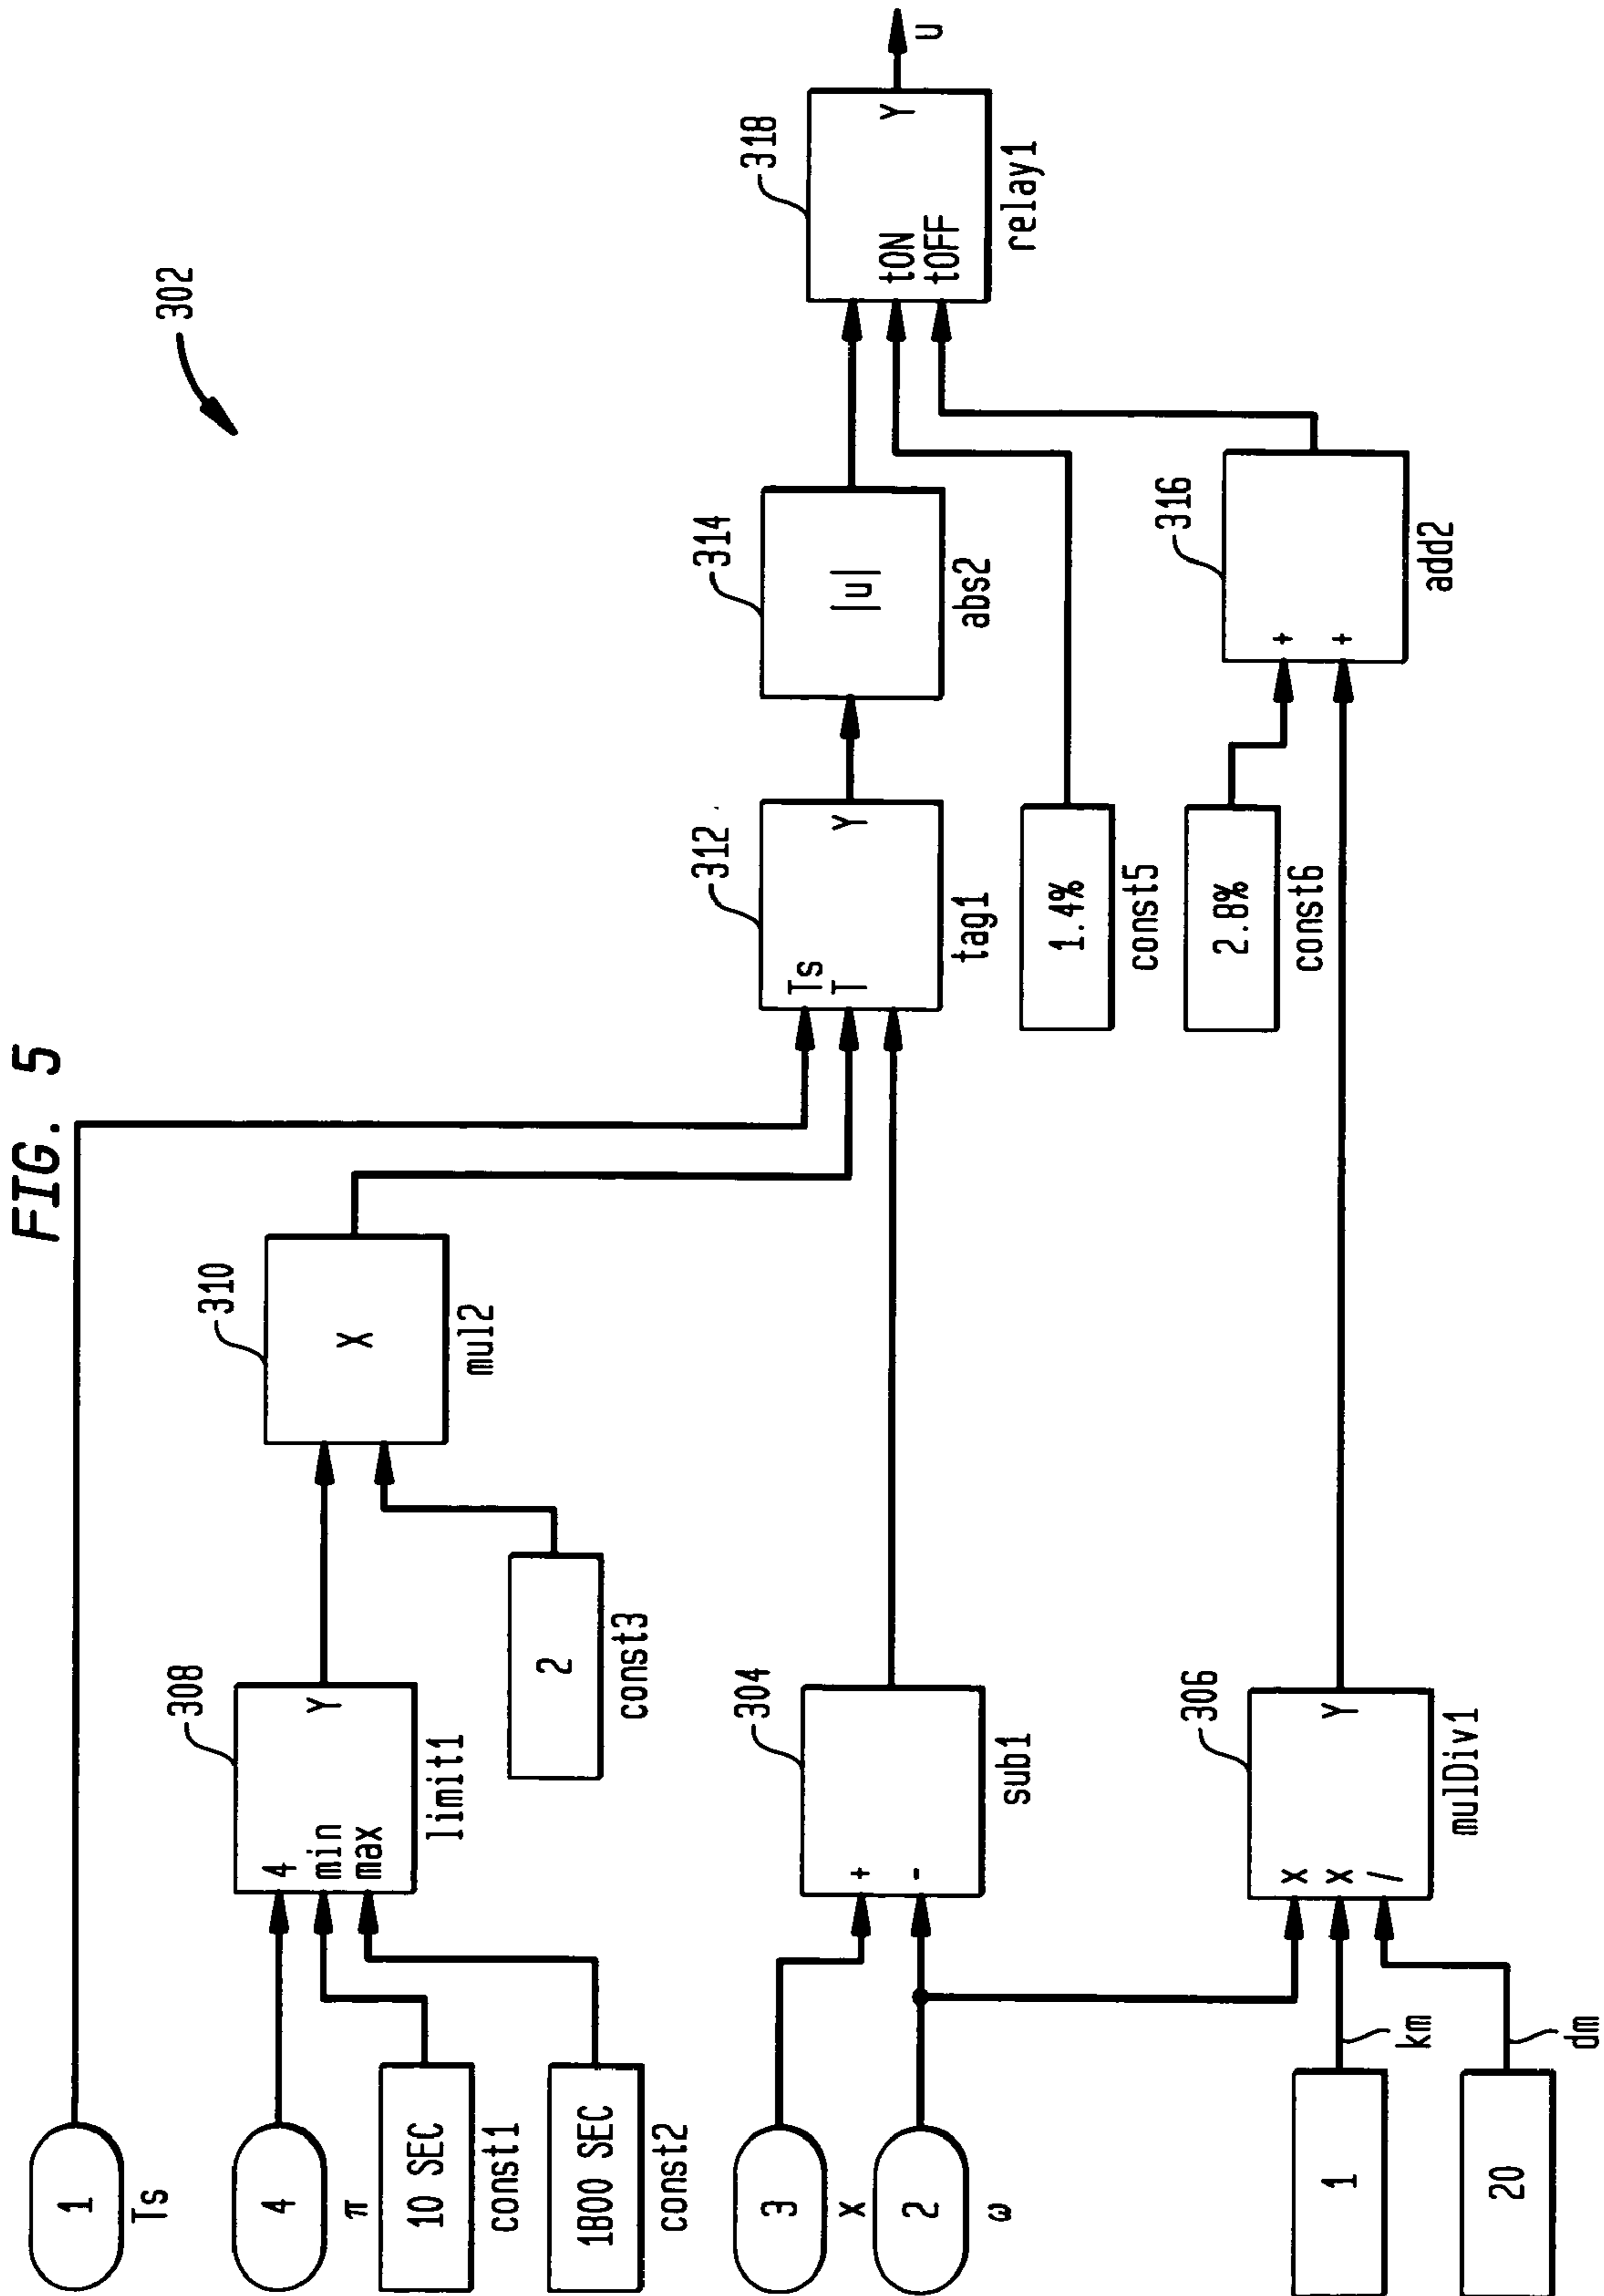 FIG. 5
302
1
Ts
4
π
10 SEC
const1
1800 SEC
const2
308
4
min
max
Y
limit1
2
const3
310
X
mul2
3
X
2
ω
304
+
-
sub1
1
km
20
dm
306
X
X
/
Y
mulDiv1
312
Ts
T
Y
tag1
314
|u|
abs2
1.4%
const5
2.8%
const6
316
+
+
add2
318
tON
tOFF
Y
relay1
u